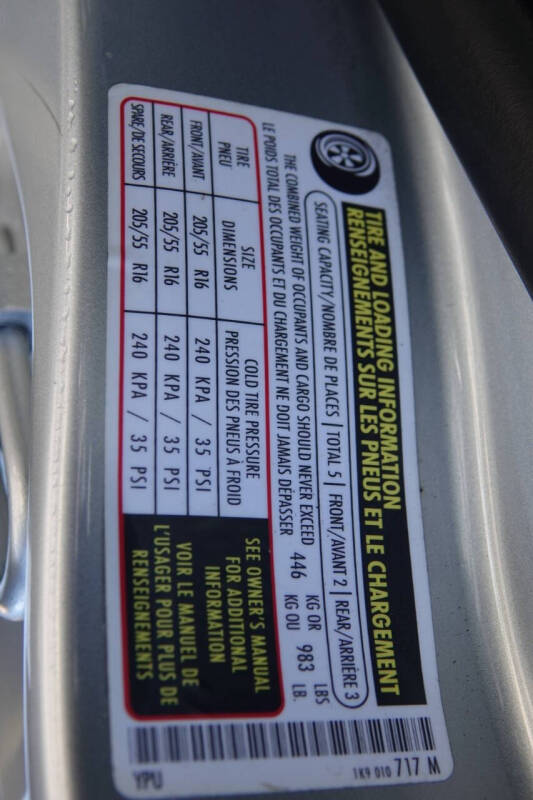 TIRE AND LOADING INFORMATION
RENSEIGNEMENTS SUR LES PNEUS ET LE CHARGEMENT
SEATING CAPACITY/NOMBRE DE PLACES | TOTAL 5 | FRONT/AVANT 2 | REAR/ARRIÈRE 3
THE COMBINED WEIGHT OF OCCUPANTS AND CARGO SHOULD NEVER EXCEED 446 KG OR 983 LBS
LE POIDS TOTAL DES OCCUPANTS ET DU CHARGEMENT NE DOIT JAMAIS DÉPASSER KG OU LB.
TIRE SIZE COLD TIRE PRESSURE
PNEU DIMENSIONS PRESSION DES PNEUS À FROID
FRONT/AVANT 205/55 R16 240 KPA / 35 PSI
REAR/ARRIÈRE 205/55 R16 240 KPA / 35 PSI
SPARE/DE SECOURS 205/55 R16 240 KPA / 35 PSI
SEE OWNER'S MANUAL
FOR ADDITIONAL
INFORMATION
VOIR LE MANUEL DE
L'USAGER POUR PLUS DE
RENSEIGNEMENTS
1K9 010 717 M
YPU